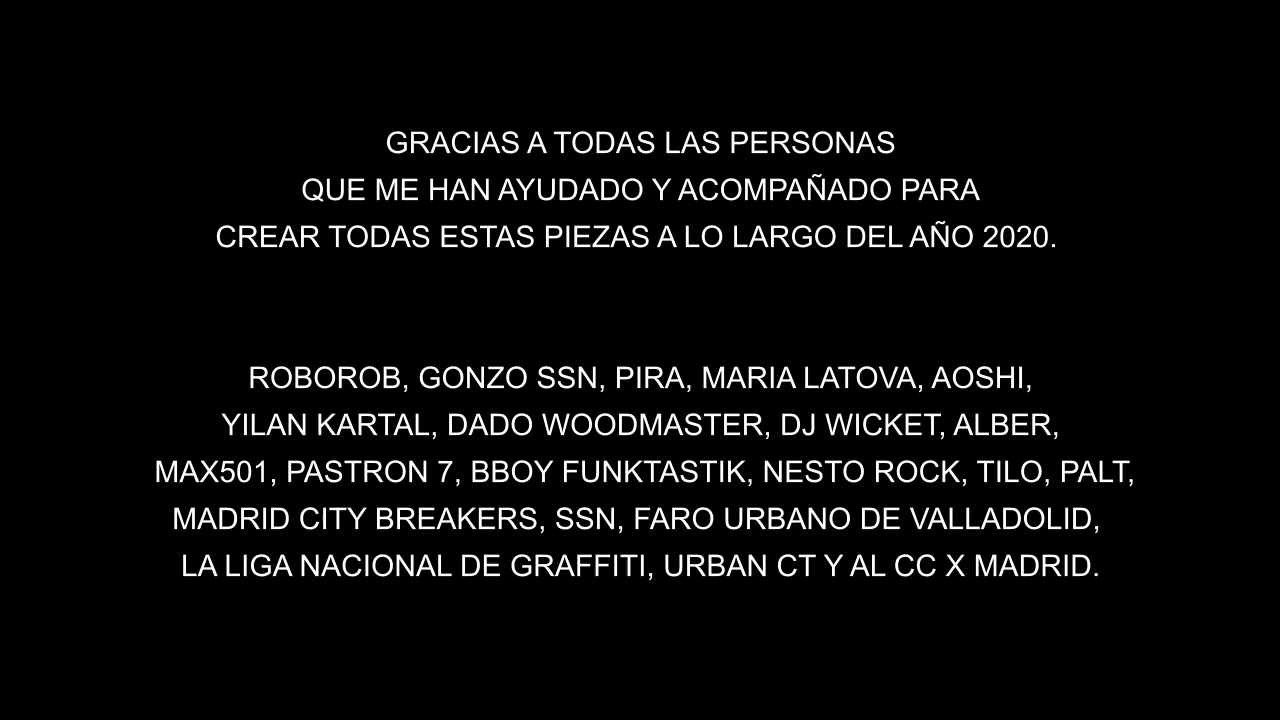 GRACIAS A TODAS LAS PERSONAS
QUE ME HAN AYUDADO Y ACOMPAÑADO PARA
CREAR TODAS ESTAS PIEZAS A LO LARGO DEL AÑO 2020.
ROBOROB, GONZO SSN, PIRA, MARIA LATOVA, AOSHI,
YILAN KARTAL, DADO WOODMASTER, DJ WICKET, ALBER,
MAX501, PASTRON 7, BBOY FUNKTASTIK, NESTO ROCK, TILO, PALT,
MADRID CITY BREAKERS, SSN, FARO URBANO DE VALLADOLID,
LA LIGA NACIONAL DE GRAFFITI, URBAN CT Y AL CC X MADRID.